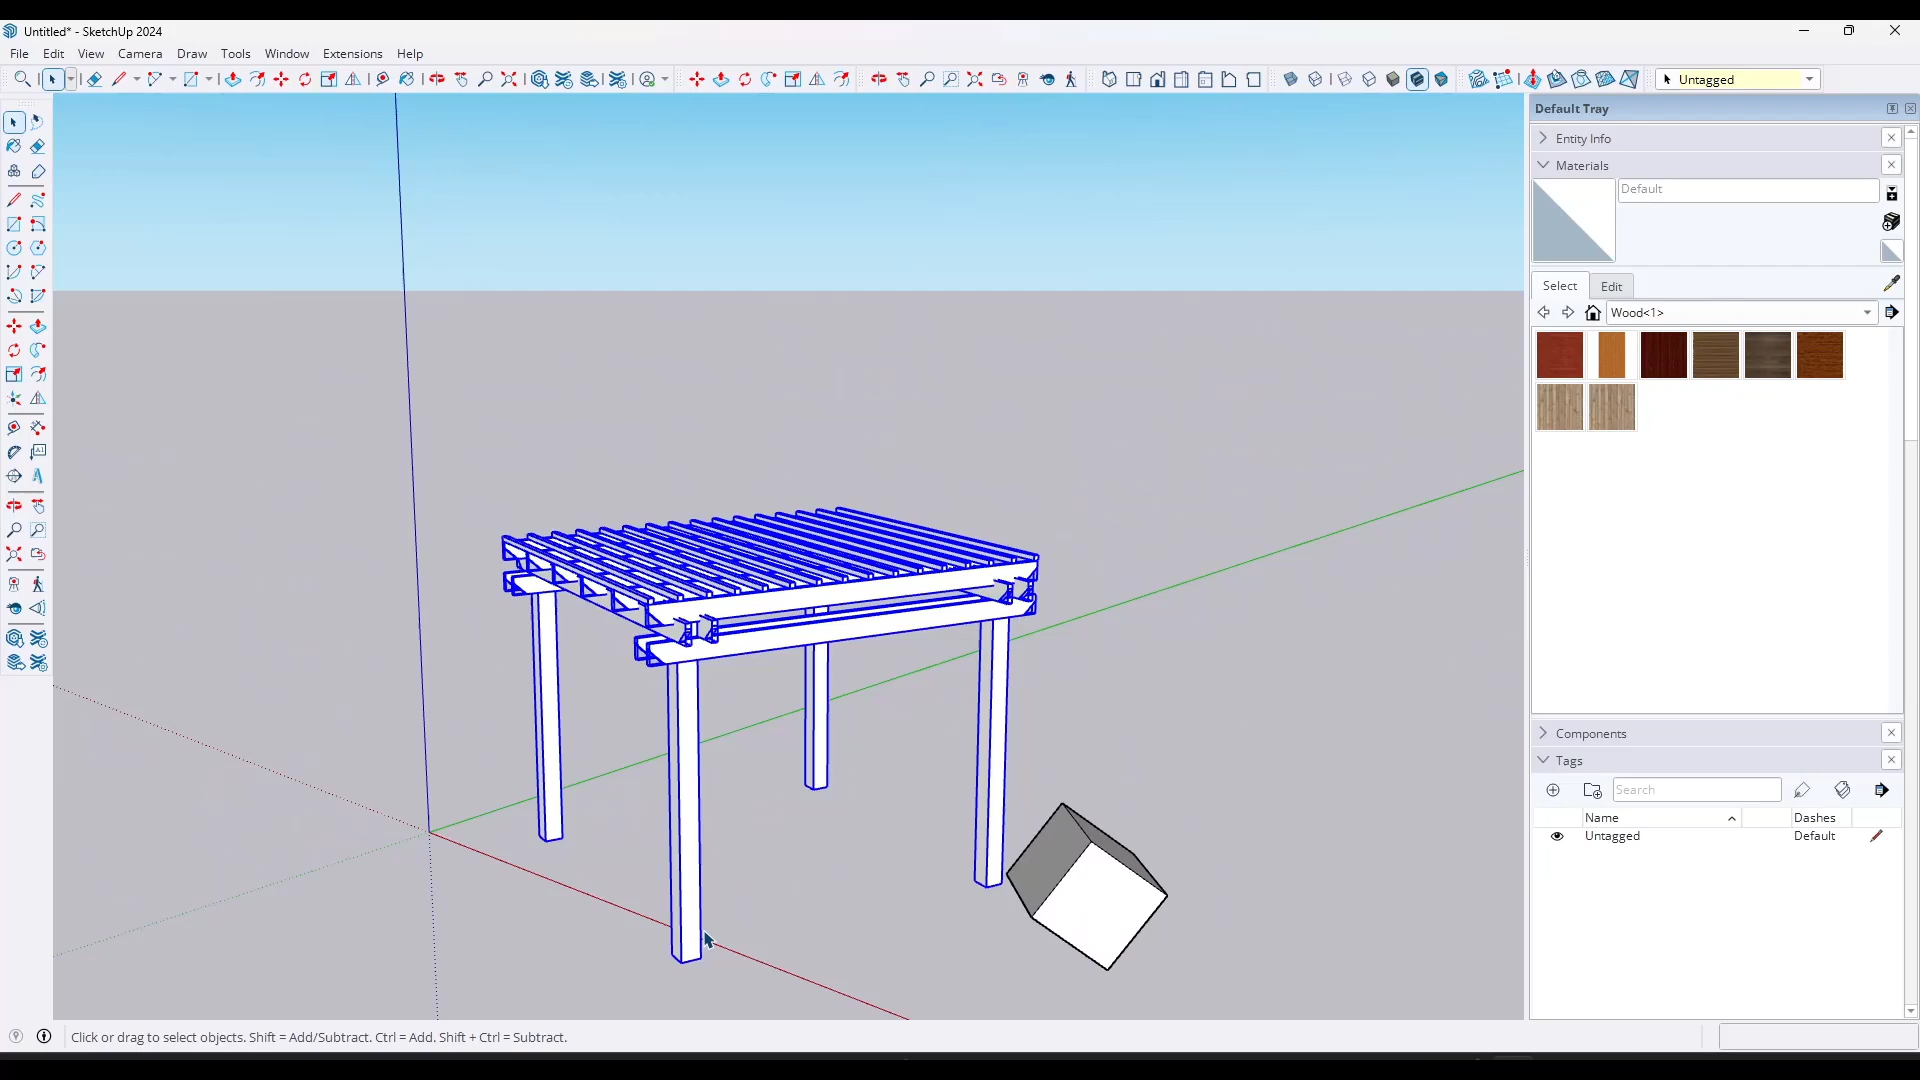 Untitled* - SketchUp 2024
File Edit View Camera Draw Tools Window Extensions Help
Untagged
Default Tray
Entity Info
Materials
Default
Select Edit
Wood<1>
Components
Tags
Search
Name Dashes
Untagged Default
Click or drag to select objects. Shift = Add/Subtract. Ctrl = Add. Shift + Ctrl = Subtract.